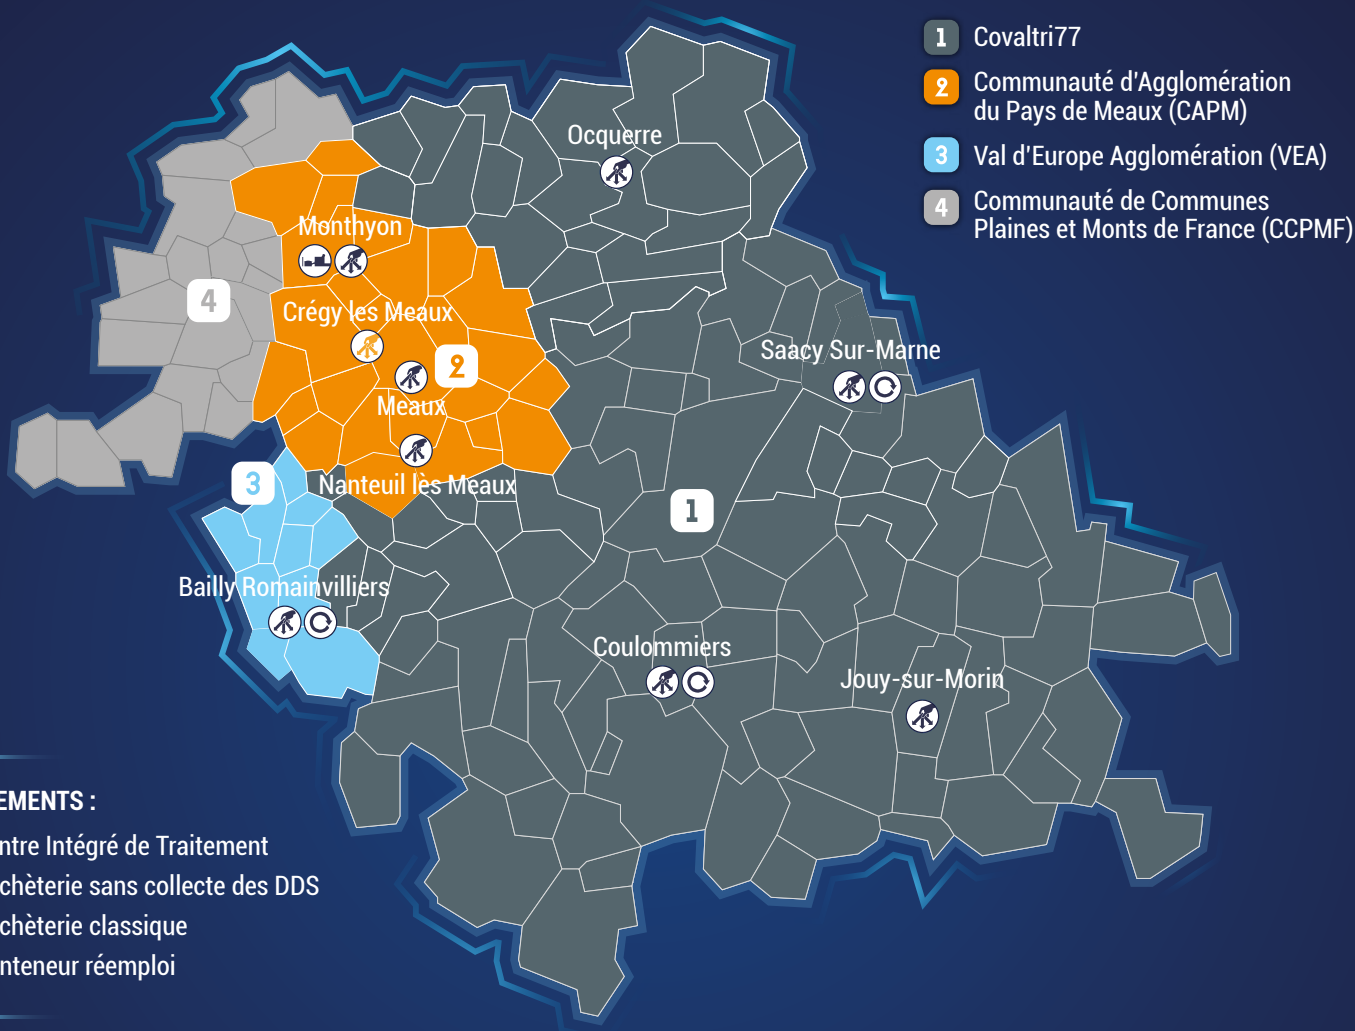 1 Covaltri77
2 Communauté d'Agglomération
du Pays de Meaux (CAPM)
3 Val d'Europe Agglomération (VEA)
4 Communauté de Communes
Plaines et Monts de France (CCPMF)
Ocquerre
Monthyon
4
Crégy les Meaux
2
Saacy Sur-Marne
Meaux
3
Nanteuil lès Meaux
1
Bailly Romainvilliers
Coulommiers
Jouy-sur-Morin
EMENTS :
ntre Intégré de Traitement
chèterie sans collecte des DDS
chèterie classique
nteneur réemploi